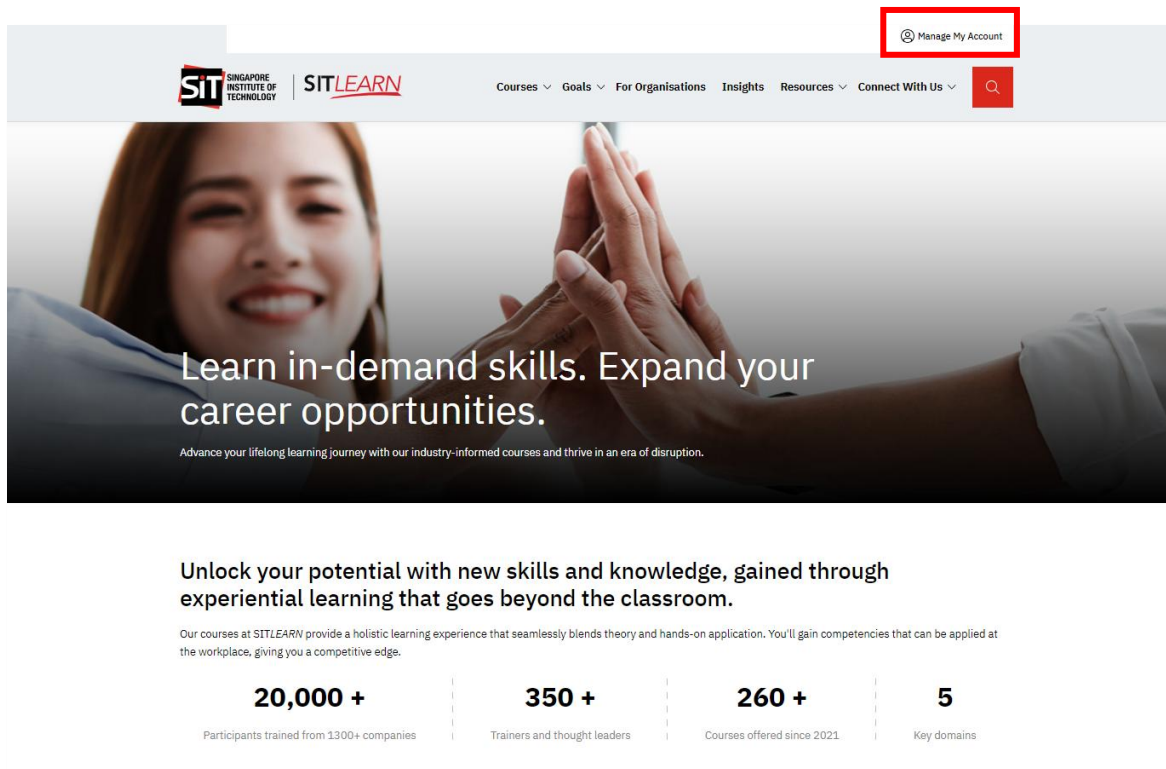 Manage My Account
SiT SINGAPORE INSTITUTE OF TECHNOLOGY
SITLEARN
Courses Goals For Organisations Insights Resources Connect With Us
Learn in-demand skills. Expand your
career opportunities.
Advance your lifelong learning journey with our industry-informed courses and thrive in an era of disruption.
Unlock your potential with new skills and knowledge, gained through
experiential learning that goes beyond the classroom.
Our courses at SITLEARN provide a holistic learning experience that seamlessly blends theory and hands-on application. You'll gain competencies that can be applied at
the workplace, giving you a competitive edge.
20,000 + 350 + 260 + 5
Participants trained from 1300+ companies Trainers and thought leaders Courses offered since 2021 Key domains